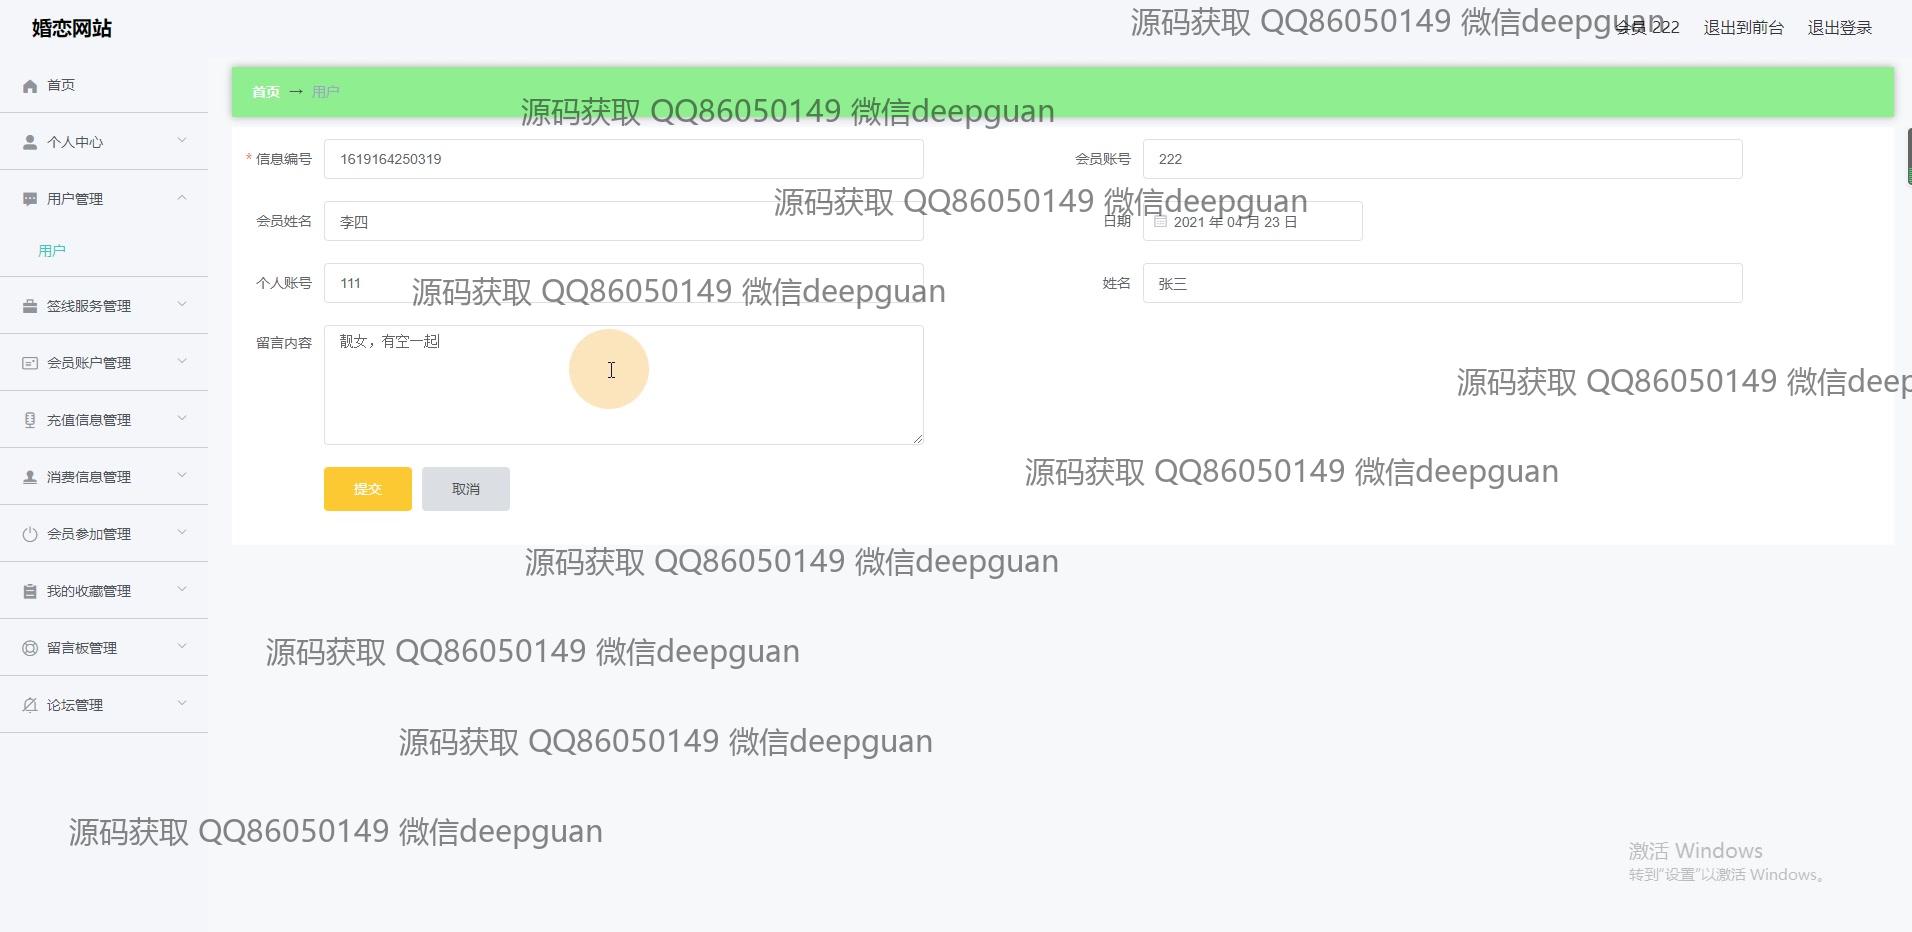 婚恋网站
源码获取 QQ86050149 微信deepguan
会员 222
退出到前台
退出登录
首页
个人中心
用户管理
用户
签线服务管理
会员账户管理
充值信息管理
消费信息管理
会员参加管理
我的收藏管理
留言板管理
论坛管理
首页 → 用户
源码获取 QQ86050149 微信deepguan
* 信息编号 1619164250319
会员账号 222
源码获取 QQ86050149 微信deepguan
会员姓名 李四
日期 2021 年 04 月 23 日
个人账号 111
源码获取 QQ86050149 微信deepguan
姓名 张三
留言内容 靓女，有空一起
源码获取 QQ86050149 微信deep
源码获取 QQ86050149 微信deepguan
提交
取消
源码获取 QQ86050149 微信deepguan
源码获取 QQ86050149 微信deepguan
源码获取 QQ86050149 微信deepguan
源码获取 QQ86050149 微信deepguan
激活 Windows
转到"设置"以激活 Windows。